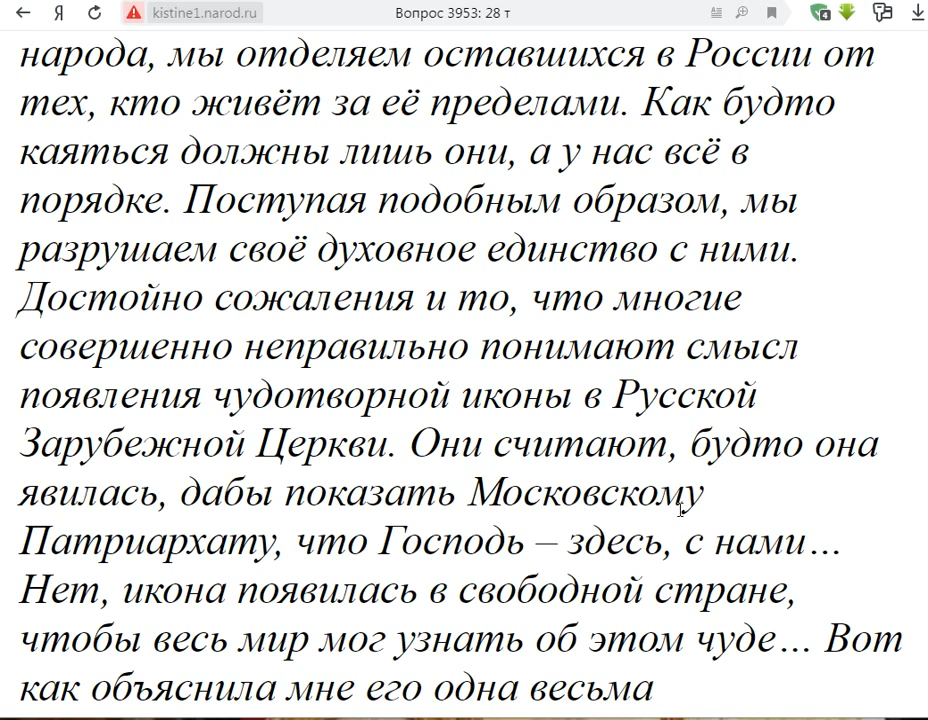 Я kistine1.narod.ru Вопрос 3953: 28 т 4
народа, мы отделяем оставшихся в России от
тех, кто живёт за её пределами. Как будто
каяться должны лишь они, а у нас всё в
порядке. Поступая подобным образом, мы
разрушаем своё духовное единство с ними.
Достойно сожаления и то, что многие
совершенно неправильно понимают смысл
появления чудотворной иконы в Русской
Зарубежной Церкви. Они считают, будто она
явилась, дабы показать Московскому
Патриархату, что Господь – здесь, с нами…
Нет, икона появилась в свободной стране,
чтобы весь мир мог узнать об этом чуде… Вот
как объяснила мне его одна весьма